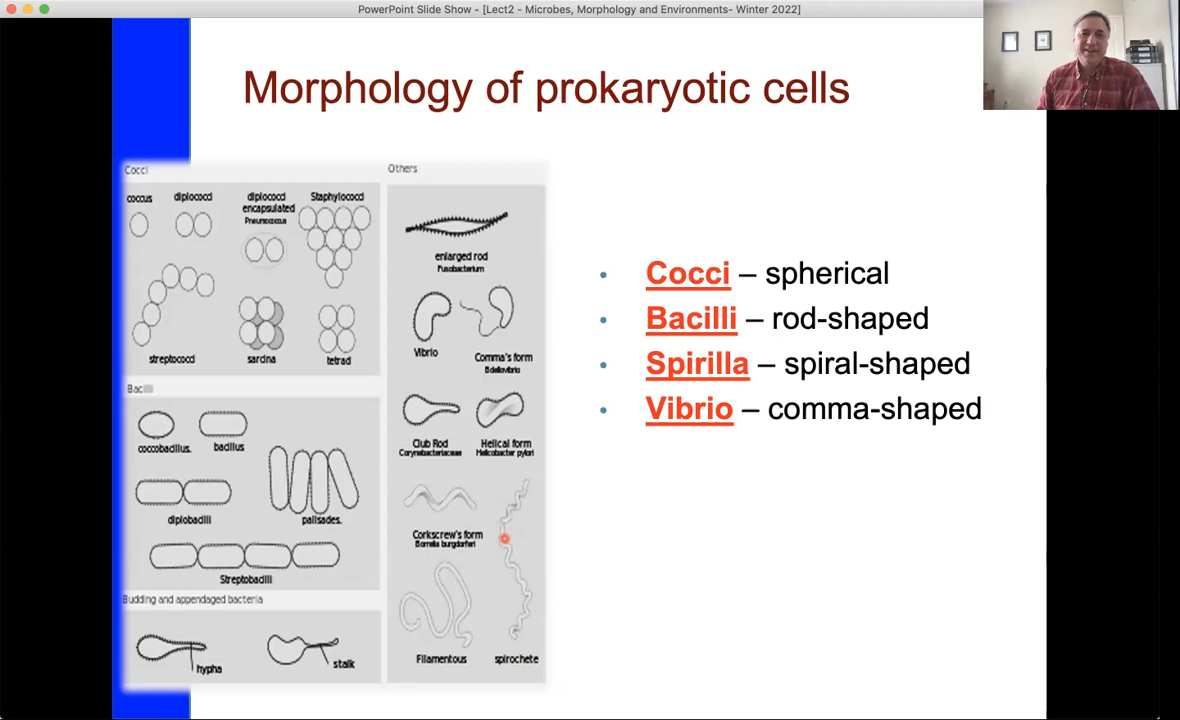 PowerPoint Slide Show - [Lect2 - Microbes, Morphology and Environments- Winter 2022]
Morphology of prokaryotic cells
Cocci
coccus
diplococci
diplococci
encapsulated
Pneumococcus
Staphylococci
streptococci
sarcina
tetrad
Bacilli
coccobacillus.
bacillus
diplobacilli
palisades.
Streptobacilli
Budding and appendaged bacteria
hypha
stalk
Others
enlarged rod
Fusobacterium
Vibrio
Comma's form
Bdellovibrio
Club Rod
Corynebacteriaceae
Helical form
Helicobacter pylori
Corkscrew's form
Borrelia burgdorferi
Filamentous
spirochete
• Cocci – spherical
• Bacilli – rod-shaped
• Spirilla – spiral-shaped
• Vibrio – comma-shaped